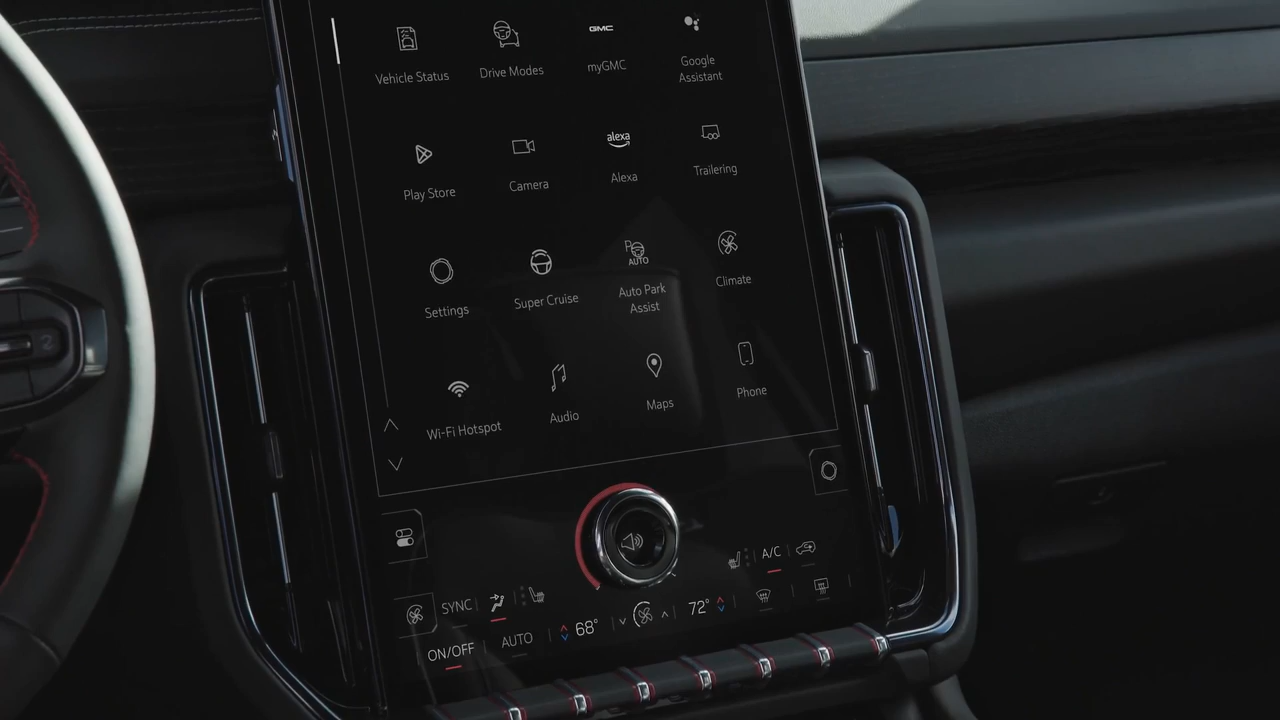 Vehicle Status
Drive Modes
GMC
myGMC
Google
Assistant
Play Store
Camera
alexa
Alexa
Trailering
Settings
Super Cruise
P
AUTO
Auto Park
Assist
Climate
Wi-Fi Hotspot
Audio
Maps
Phone
SYNC
A/C
ON/OFF
AUTO
68°
72°